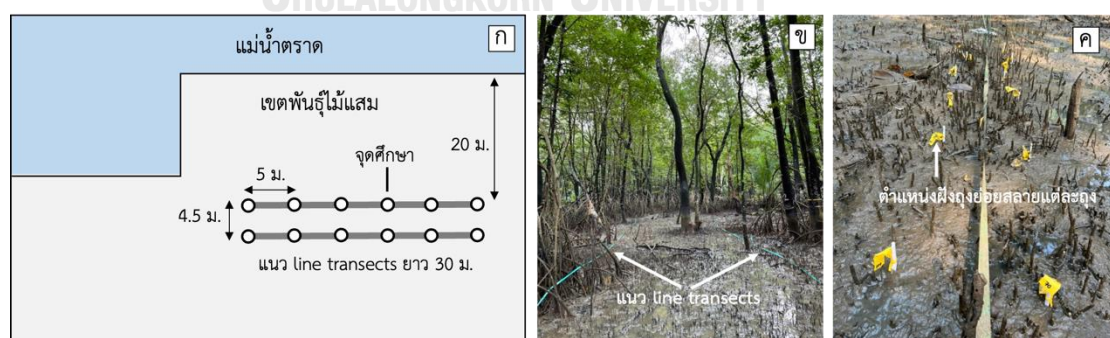 CHULALONGKORN UNIVERSITY
แม่น้ำตราด
ก
เขตพันธุ์ไม้แสม
20 ม.
จุดศึกษา
5 ม.
4.5 ม.
แนว line transects ยาว 30 ม.
ข
แนว line transects
ค
ตำแหน่งฝังถุงย่อยสลายแต่ละถุง